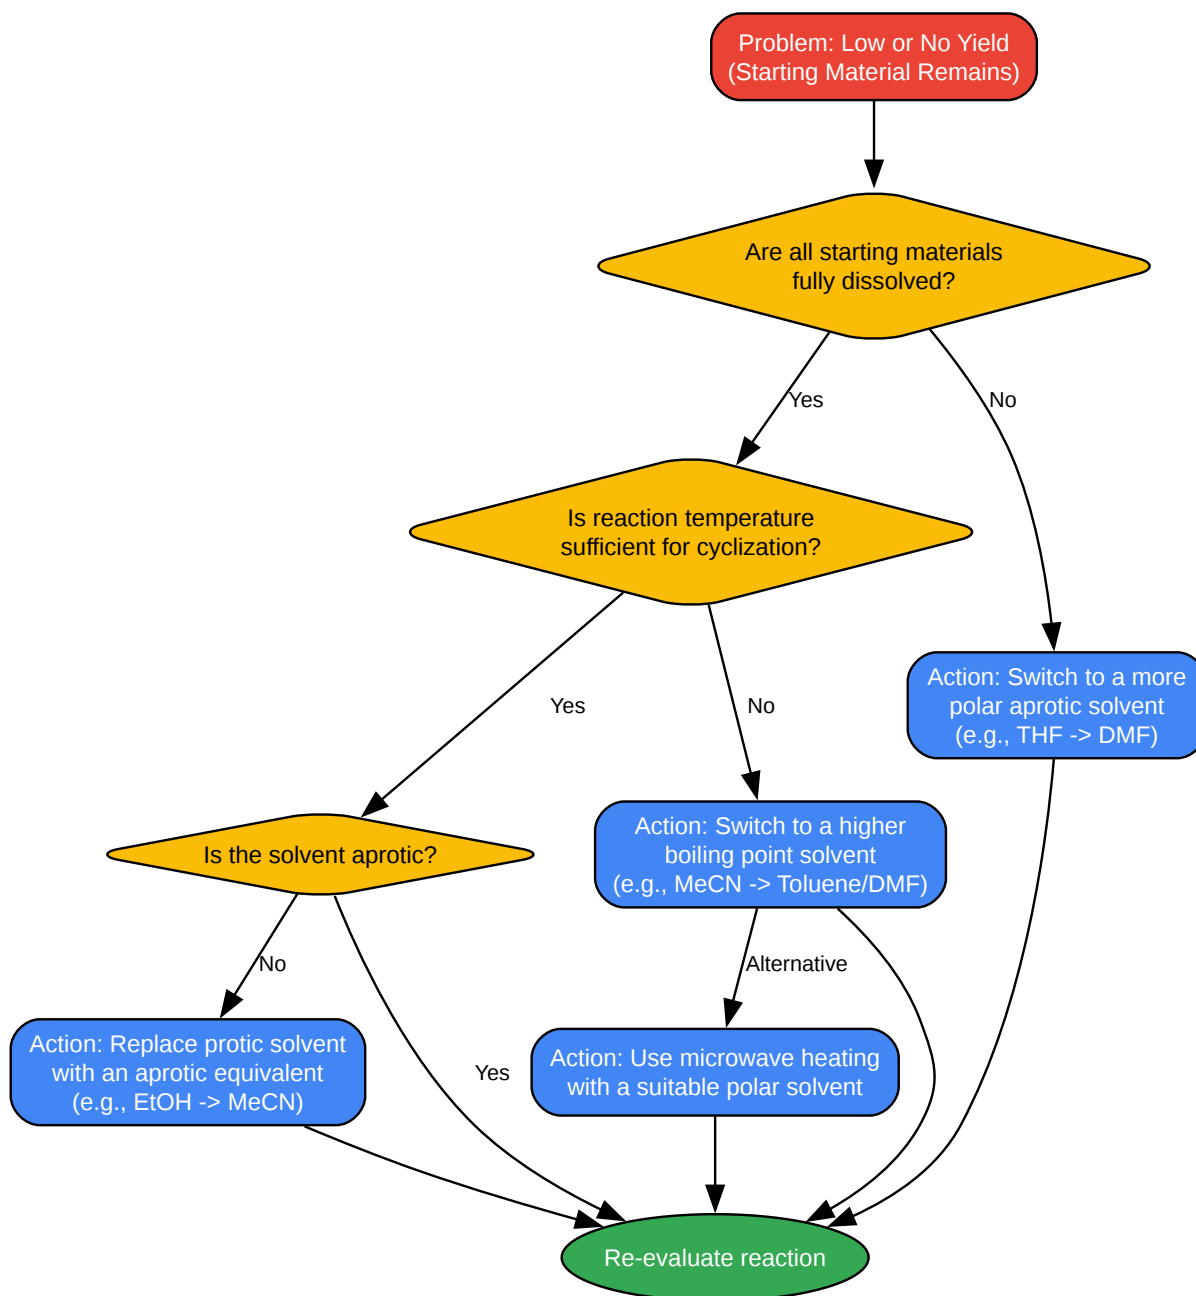 Problem: Low or No Yield
(Starting Material Remains)
Are all starting materials
fully dissolved?
Yes
No
Is reaction temperature
sufficient for cyclization?
Yes
No
Action: Switch to a more
polar aprotic solvent
(e.g., THF -> DMF)
Is the solvent aprotic?
Action: Switch to a higher
boiling point solvent
(e.g., MeCN -> Toluene/DMF)
No
Alternative
Action: Replace protic solvent
with an aprotic equivalent
(e.g., EtOH -> MeCN)
Yes
Action: Use microwave heating
with a suitable polar solvent
Re-evaluate reaction